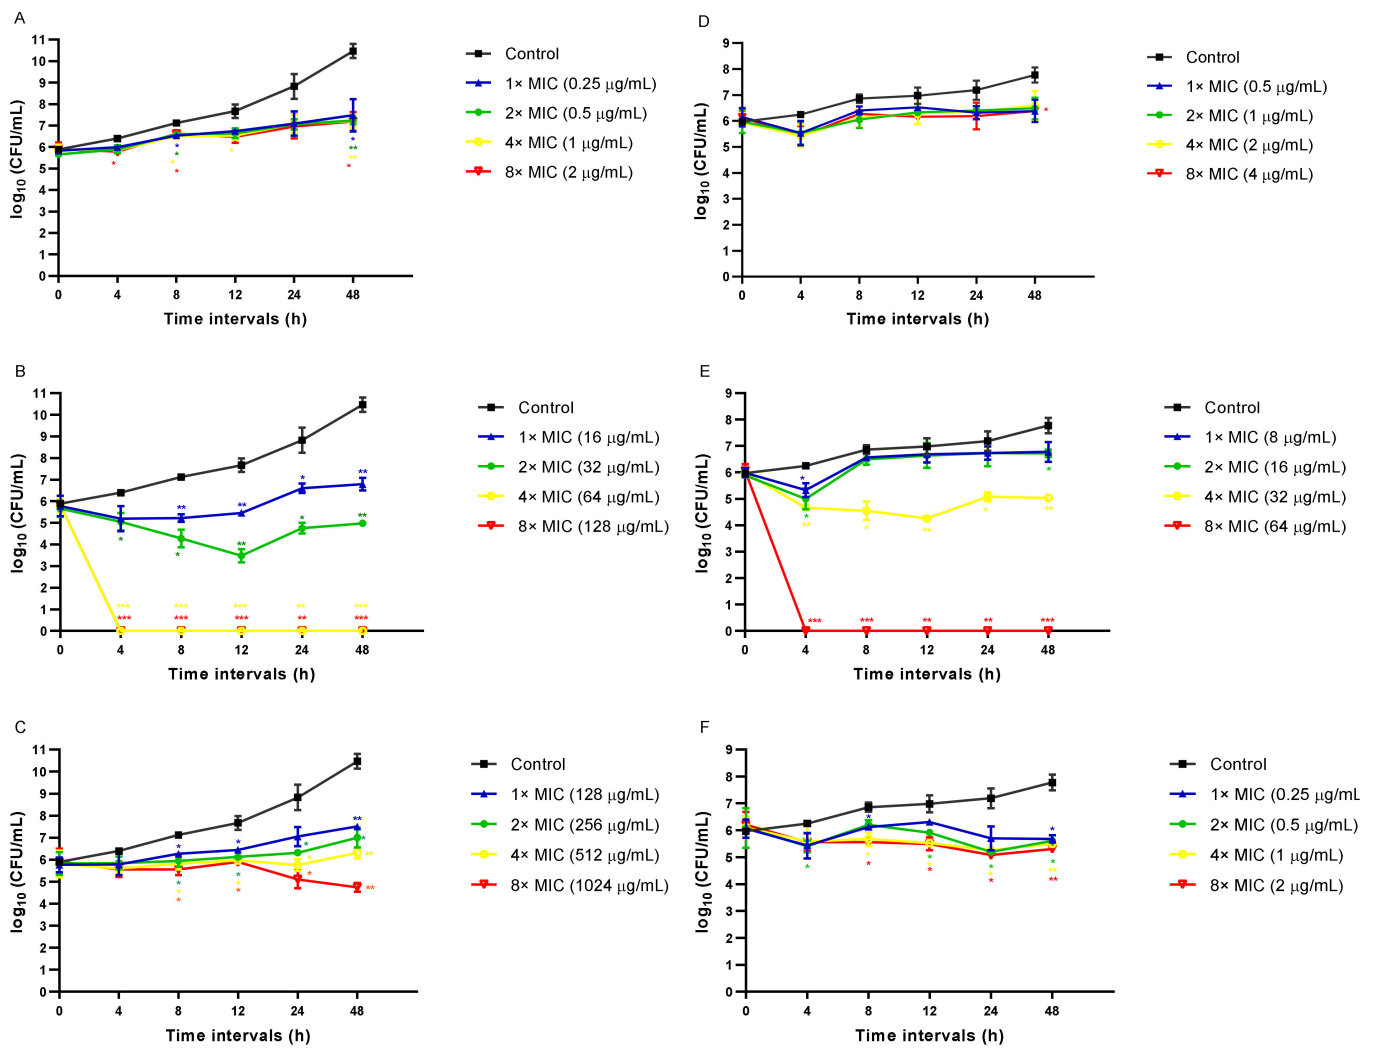 A
log10 (CFU/mL)
11
10
9
8
7
6
5
4
3
2
1
0
0 4 8 12 24 48
Time intervals (h)
Control
1× MIC (0.25 μg/mL)
2× MIC (0.5 μg/mL)
4× MIC (1 μg/mL)
8× MIC (2 μg/mL)
D
log10 (CFU/mL)
9
8
7
6
5
4
3
2
1
0
0 4 8 12 24 48
Time intervals (h)
Control
1× MIC (0.5 μg/mL)
2× MIC (1 μg/mL)
4× MIC (2 μg/mL)
8× MIC (4 μg/mL)
B
log10 (CFU/mL)
11
10
9
8
7
6
5
4
3
2
1
0
0 4 8 12 24 48
Time intervals (h)
Control
1× MIC (16 μg/mL)
2× MIC (32 μg/mL)
4× MIC (64 μg/mL)
8× MIC (128 μg/mL)
E
log10 (CFU/mL)
9
8
7
6
5
4
3
2
1
0
0 4 8 12 24 48
Time intervals (h)
Control
1× MIC (8 μg/mL)
2× MIC (16 μg/mL)
4× MIC (32 μg/mL)
8× MIC (64 μg/mL)
C
log10 (CFU/mL)
11
10
9
8
7
6
5
4
3
2
1
0
0 4 8 12 24 48
Time intervals (h)
Control
1× MIC (128 μg/mL)
2× MIC (256 μg/mL)
4× MIC (512 μg/mL)
8× MIC (1024 μg/mL)
F
log10 (CFU/mL)
9
8
7
6
5
4
3
2
1
0
0 4 8 12 24 48
Time intervals (h)
Control
1× MIC (0.25 μg/mL
2× MIC (0.5 μg/mL)
4× MIC (1 μg/mL)
8× MIC (2 μg/mL)